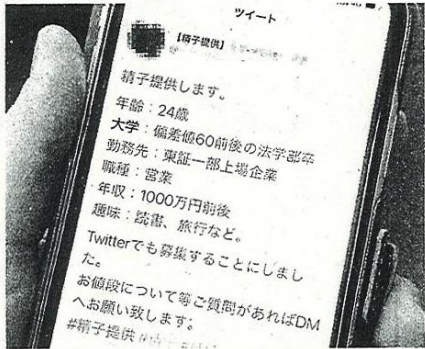 ツイート
【精子提供】
精子提供します。
年齢：24歳
大学：偏差値60前後の法学部卒
勤務先：東証一部上場企業
職種：営業
年収：1000万円前後
趣味：読書、旅行など。
Twitterでも募集することにしまし
た。
お値段について等ご質問があればDM
へお願い致します。
#精子提供